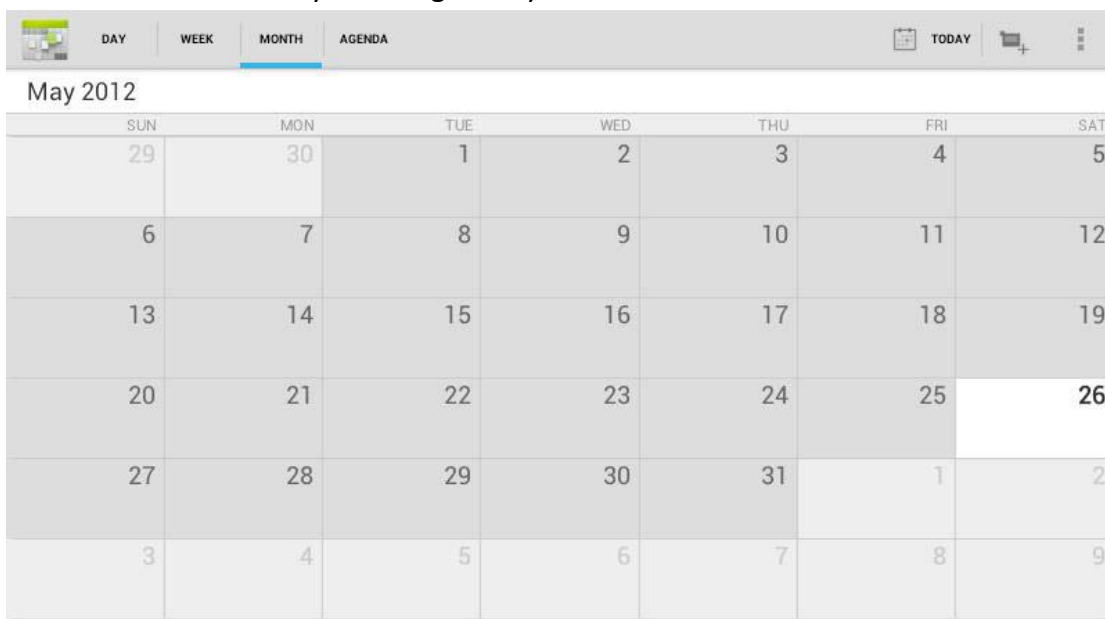 DAY WEEK MONTH AGENDA TODAY
May 2012
SUN MON TUE WED THU FRI SAT
29 30 1 2 3 4 5
6 7 8 9 10 11 12
13 14 15 16 17 18 19
20 21 22 23 24 25 26
27 28 29 30 31 1 2
3 4 5 6 7 8 9